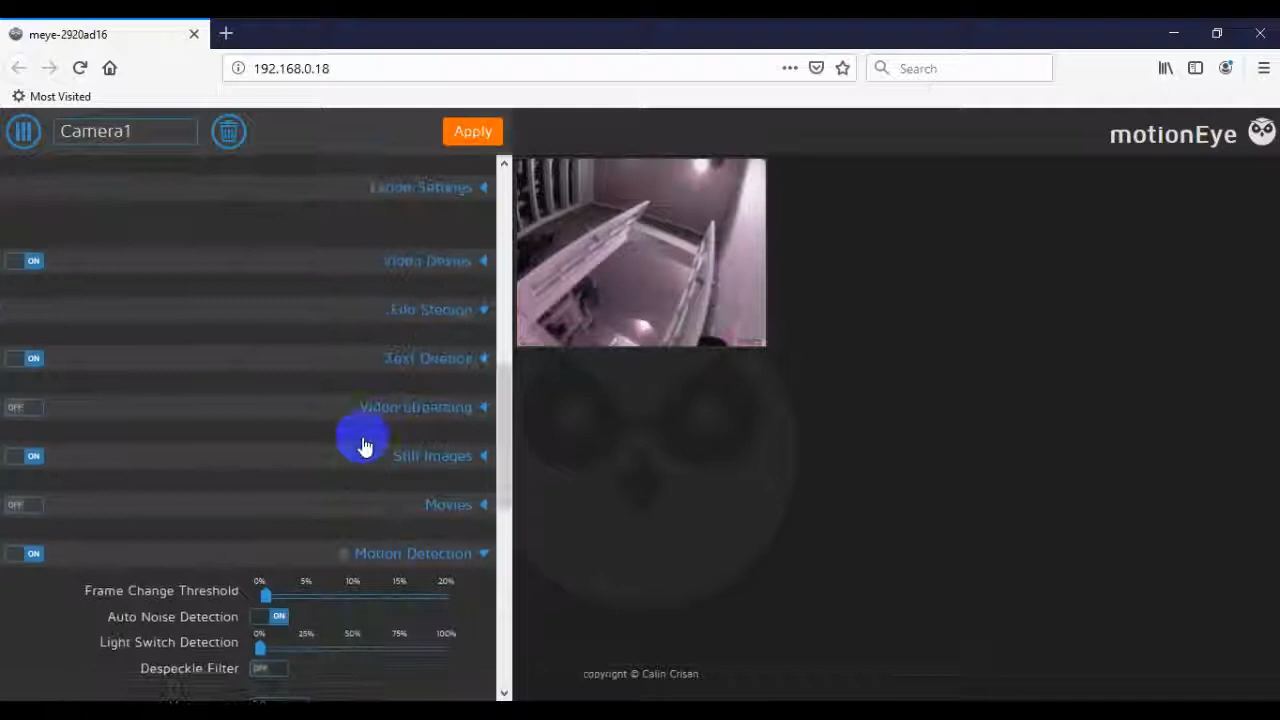 meye-2920ad16
192.168.0.18
Search
Most Visited
Camera1
Apply
motionEye
Settings
ON
Video
ON
Text
OFF
Video Streaming
ON
Still Images
OFF
Movies
ON
Motion Detection
0% 5% 10% 15% 20%
Frame Change Threshold
Auto Noise Detection ON
0% 25% 50% 75% 100%
Light Switch Detection
Despeckle Filter OFF
copyright © Calin Crisan